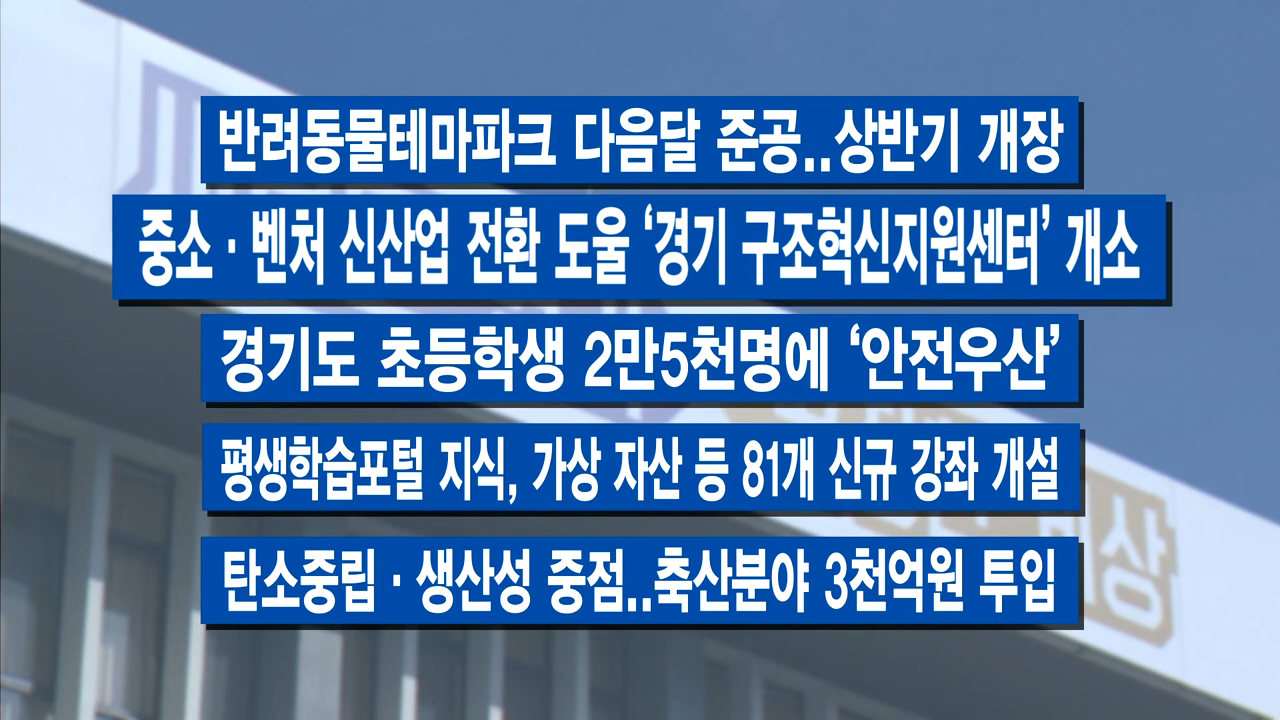 반려동물테마파크 다음달 준공..상반기 개장
중소·벤처 신산업 전환 도울 '경기 구조혁신지원센터' 개소
경기도 초등학생 2만5천명에 '안전우산'
평생학습포털 지식, 가상 자산 등 81개 신규 강좌 개설
탄소중립·생산성 중점..축산분야 3천억원 투입
상